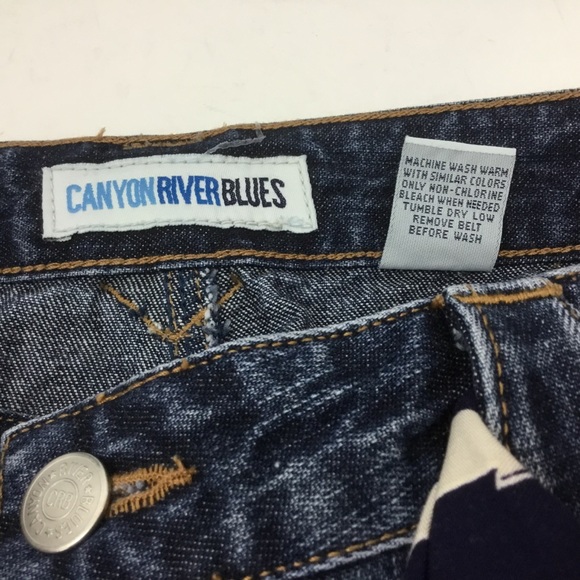 CANYONRIVERBLUES
MACHINE WASH WARM
WITH SIMILAR COLORS
ONLY NON-CHLORINE
BLEACH WHEN NEEDED
TUMBLE DRY LOW
REMOVE BELT
BEFORE WASH